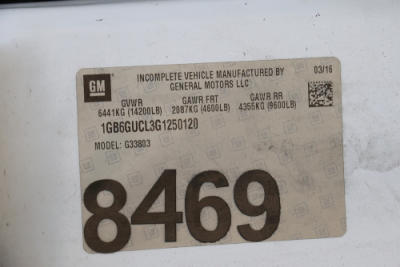 GM
INCOMPLETE VEHICLE MANUFACTURED BY
GENERAL MOTORS LLC
03/16
GVWR GAWR FRT GAWR RR
6441KG (14200LB) 2087KG (4600LB) 4355KG (9600LB)
1GB6GUCL3G1250120
MODEL: G33803
8469